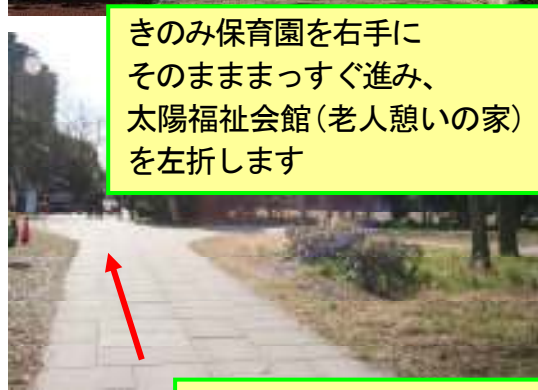 きのみ保育園を右手に
そのまままっすぐ進み、
太陽福祉会館（老人憩いの家）
を左折します